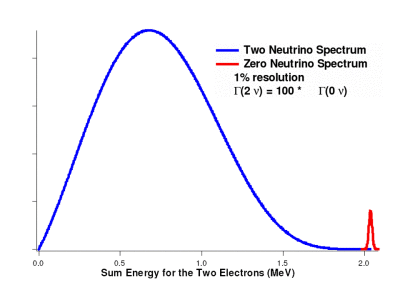 Two Neutrino Spectrum
Zero Neutrino Spectrum
1% resolution
Γ(2 ν) = 100 * Γ(0 ν)
0.0 0.5 1.0 1.5 2.0
Sum Energy for the Two Electrons (MeV)